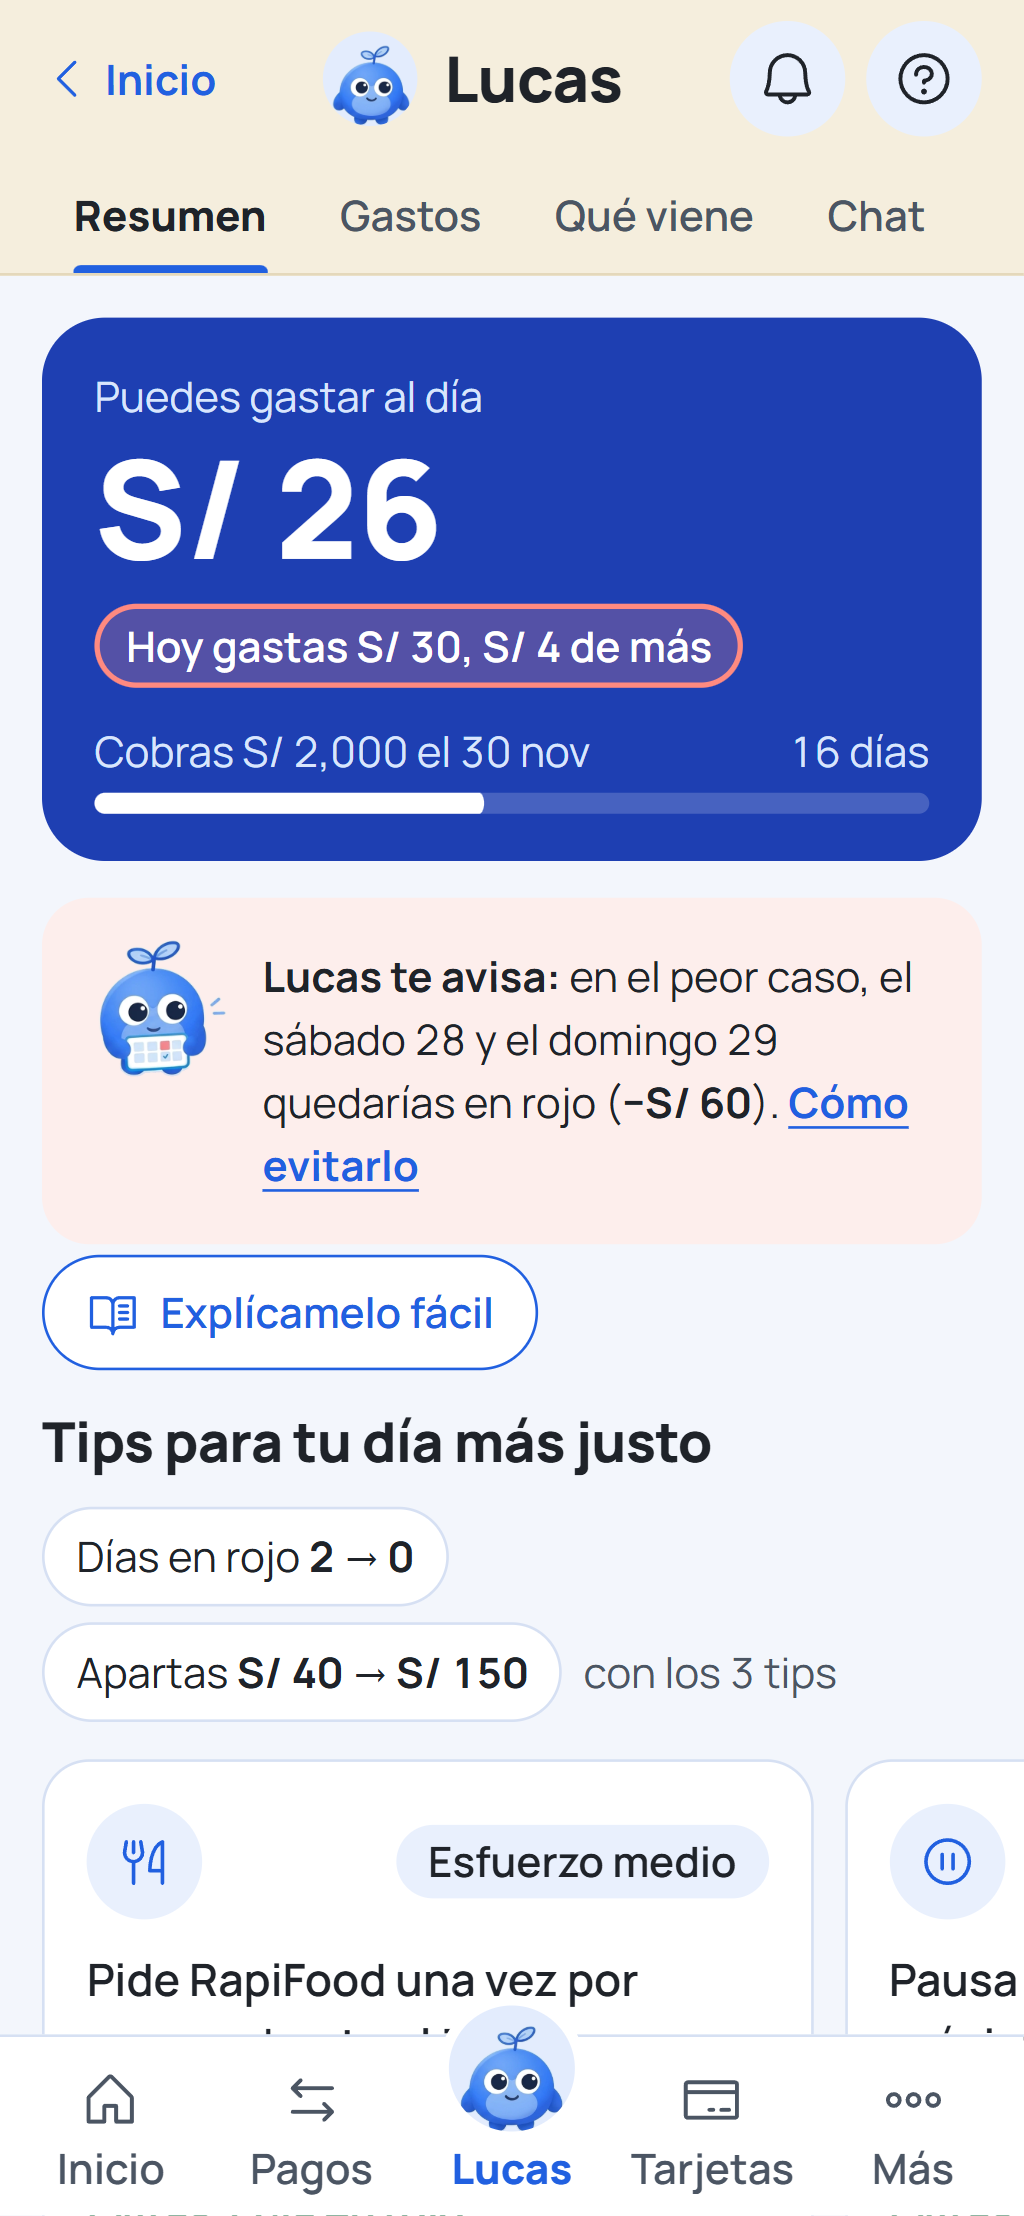 Inicio
Lucas
Resumen
Gastos
Qué viene
Chat
Puedes gastar al día
S/ 26
Hoy gastas S/ 30, S/ 4 de más
Cobras S/ 2,000 el 30 nov
16 días
Lucas te avisa: en el peor caso, el
sábado 28 y el domingo 29
quedarías en rojo (−S/ 60). Cómo
evitarlo
Explícamelo fácil
Tips para tu día más justo
Días en rojo 2 → 0
Apartas S/ 40 → S/ 150
con los 3 tips
Esfuerzo medio
Pide RapiFood una vez por
Pausa
Inicio
Pagos
Lucas
Tarjetas
Más